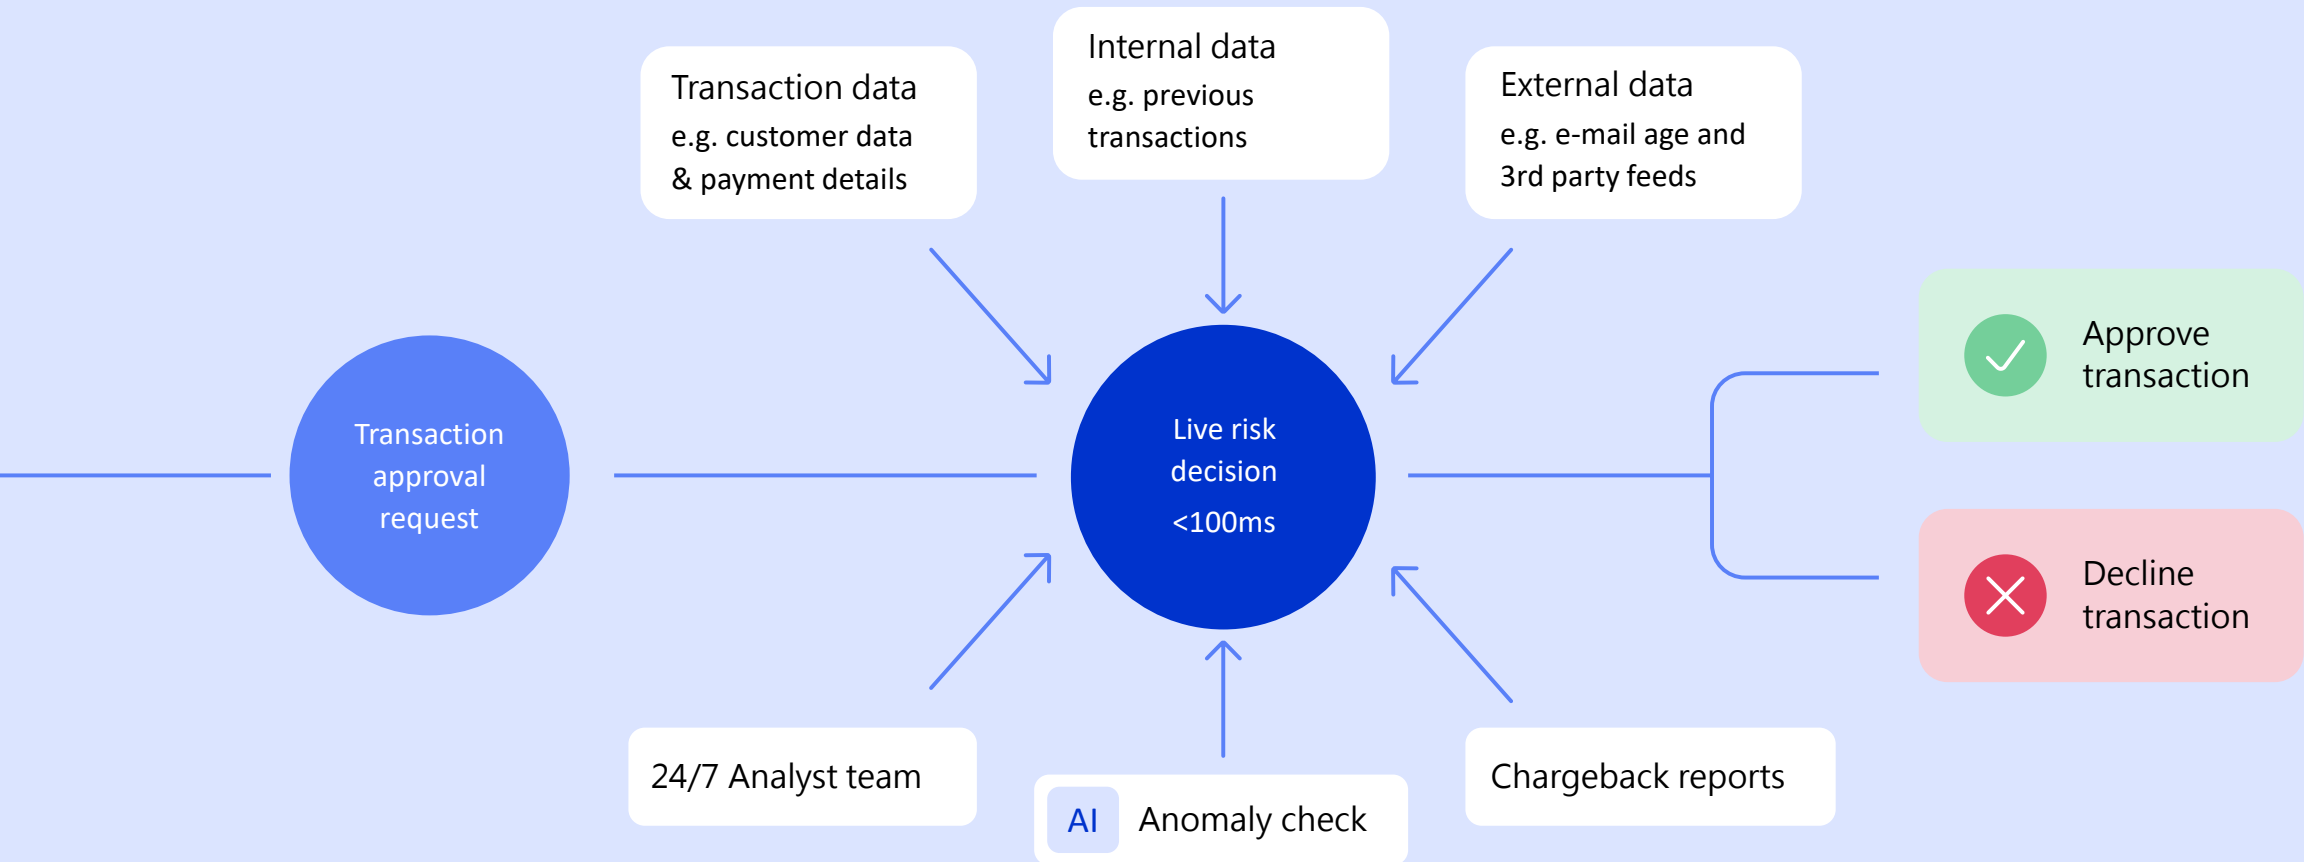 Internal data
e.g. previous
transactions
Transaction data
e.g. customer data
& payment details
External data
e.g. e-mail age and
3rd party feeds
Transaction
approval
request
Live risk
decision
<100ms
Approve
transaction
Decline
transaction
24/7 Analyst team
AI Anomaly check
Chargeback reports